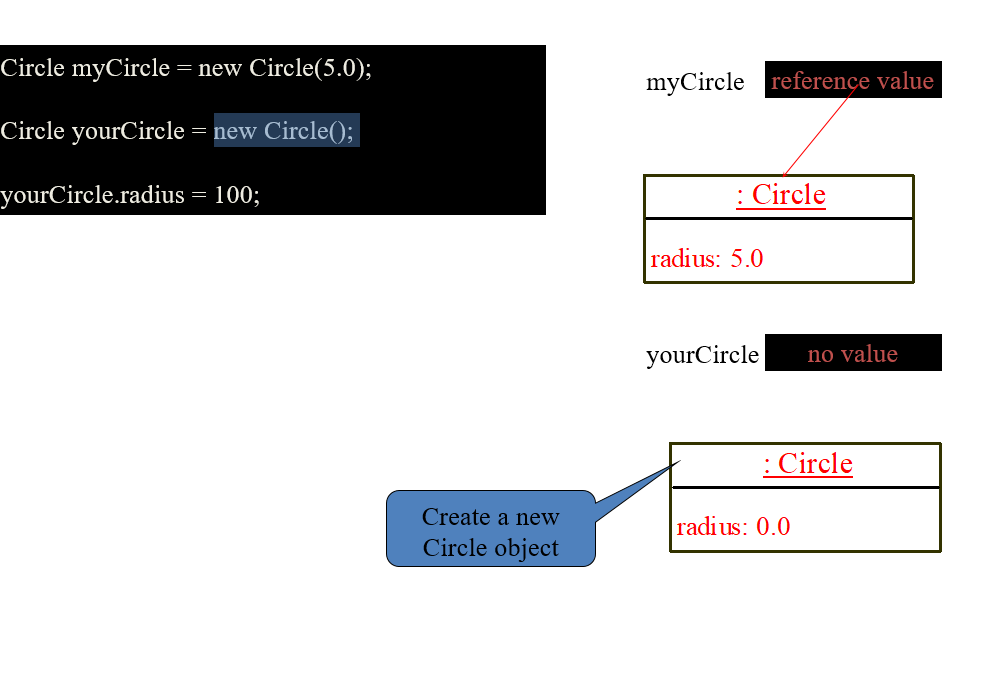 Circle myCircle = new Circle(5.0);
Circle yourCircle = new Circle();
yourCircle.radius = 100;
myCircle reference value
: Circle
radius: 5.0
yourCircle no value
: Circle
radius: 0.0
Create a new
Circle object